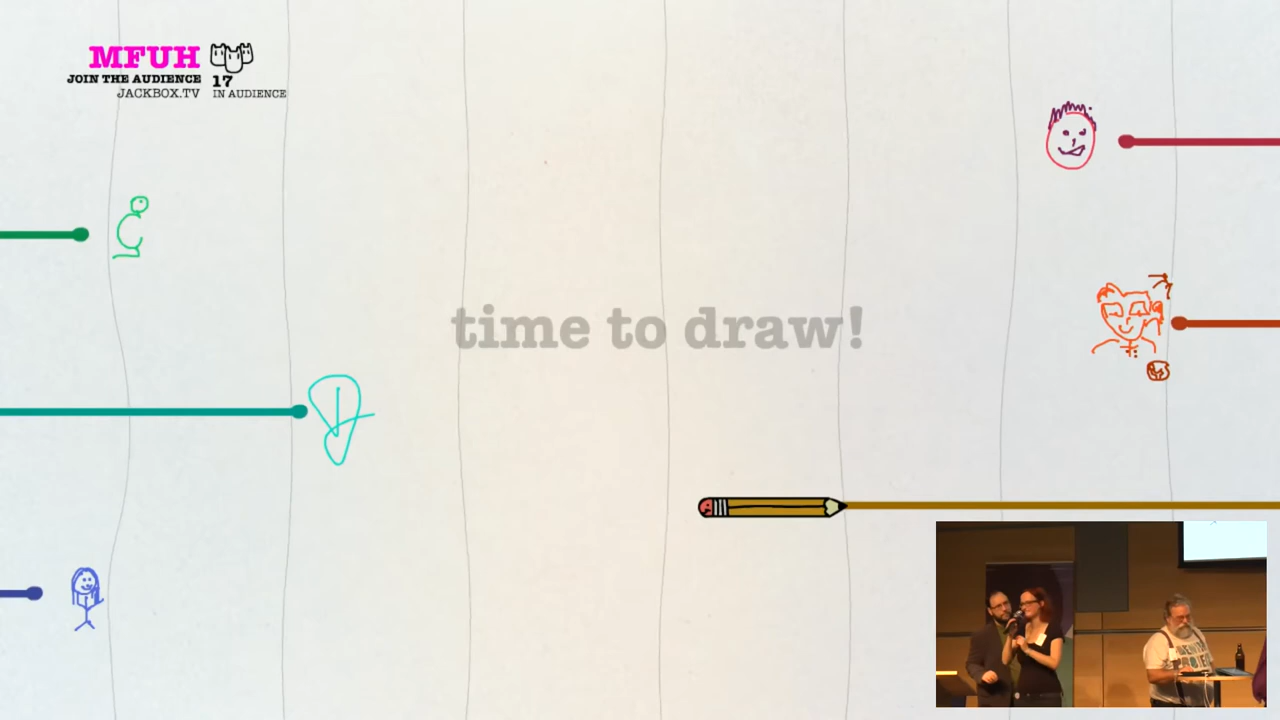 MFUH
JOIN THE AUDIENCE
JACKBOX.TV
17
IN AUDIENCE
time to draw!